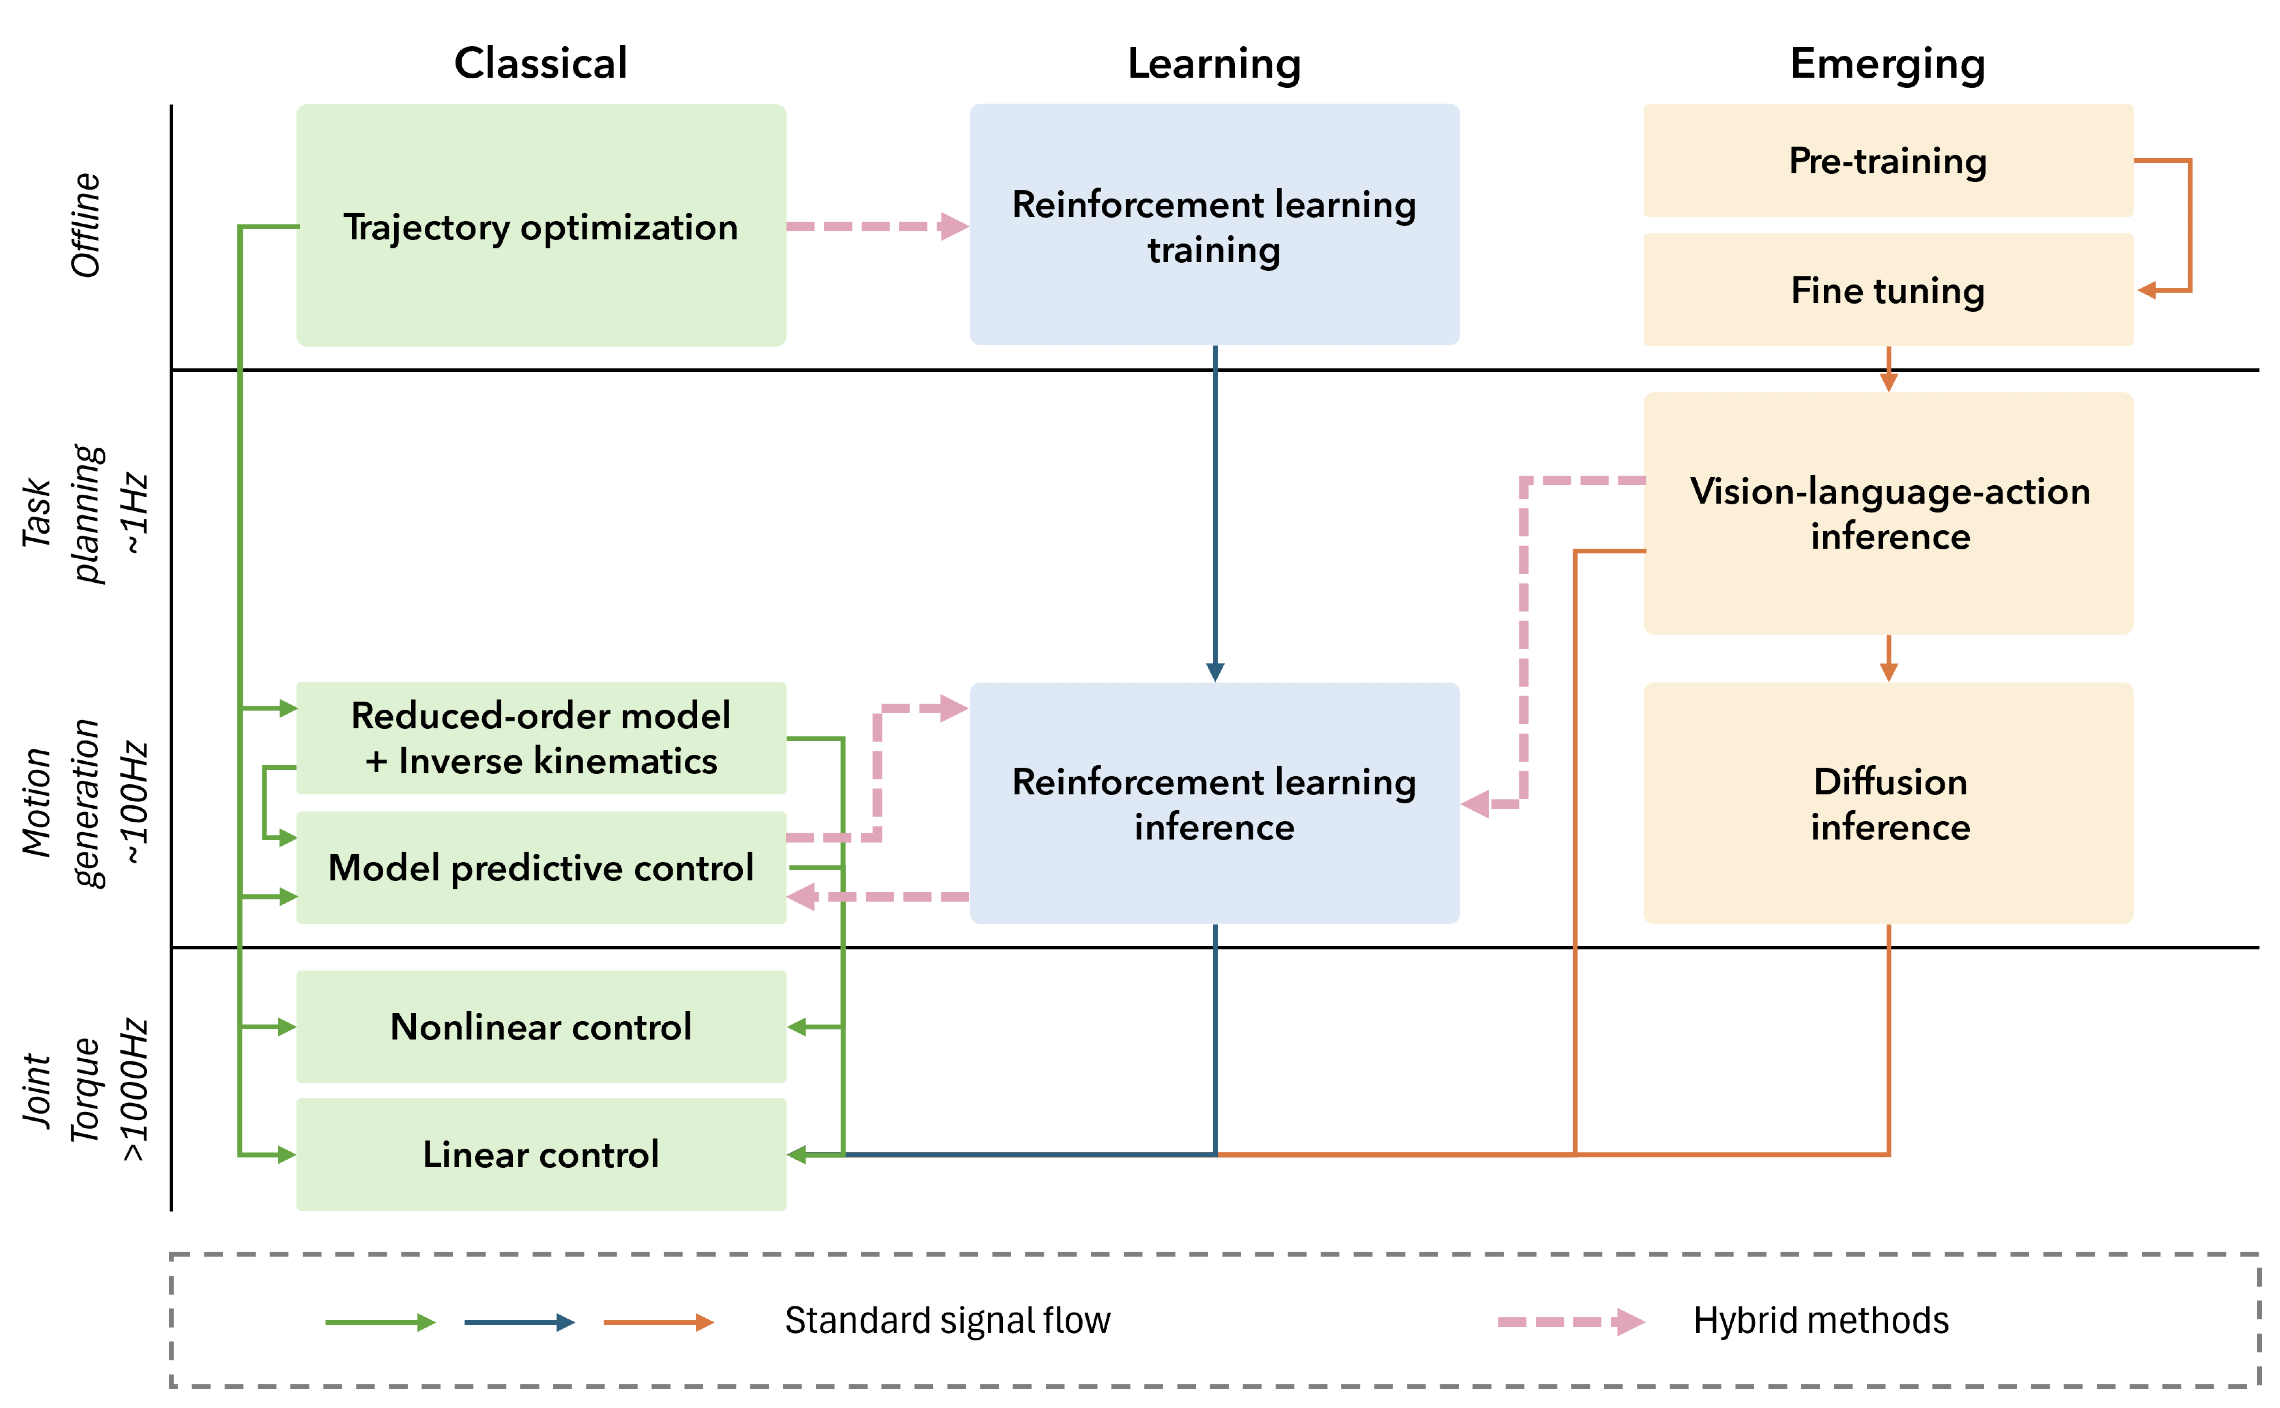 Classical
Learning
Emerging
Offline
Trajectory optimization
Reinforcement learning
training
Pre-training
Fine tuning
Task
planning
~1Hz
Vision-language-action
inference
Motion
generation
~100Hz
Reduced-order model
+ Inverse kinematics
Model predictive control
Reinforcement learning
inference
Diffusion
inference
Joint
Torque
>1000Hz
Nonlinear control
Linear control
Standard signal flow
Hybrid methods